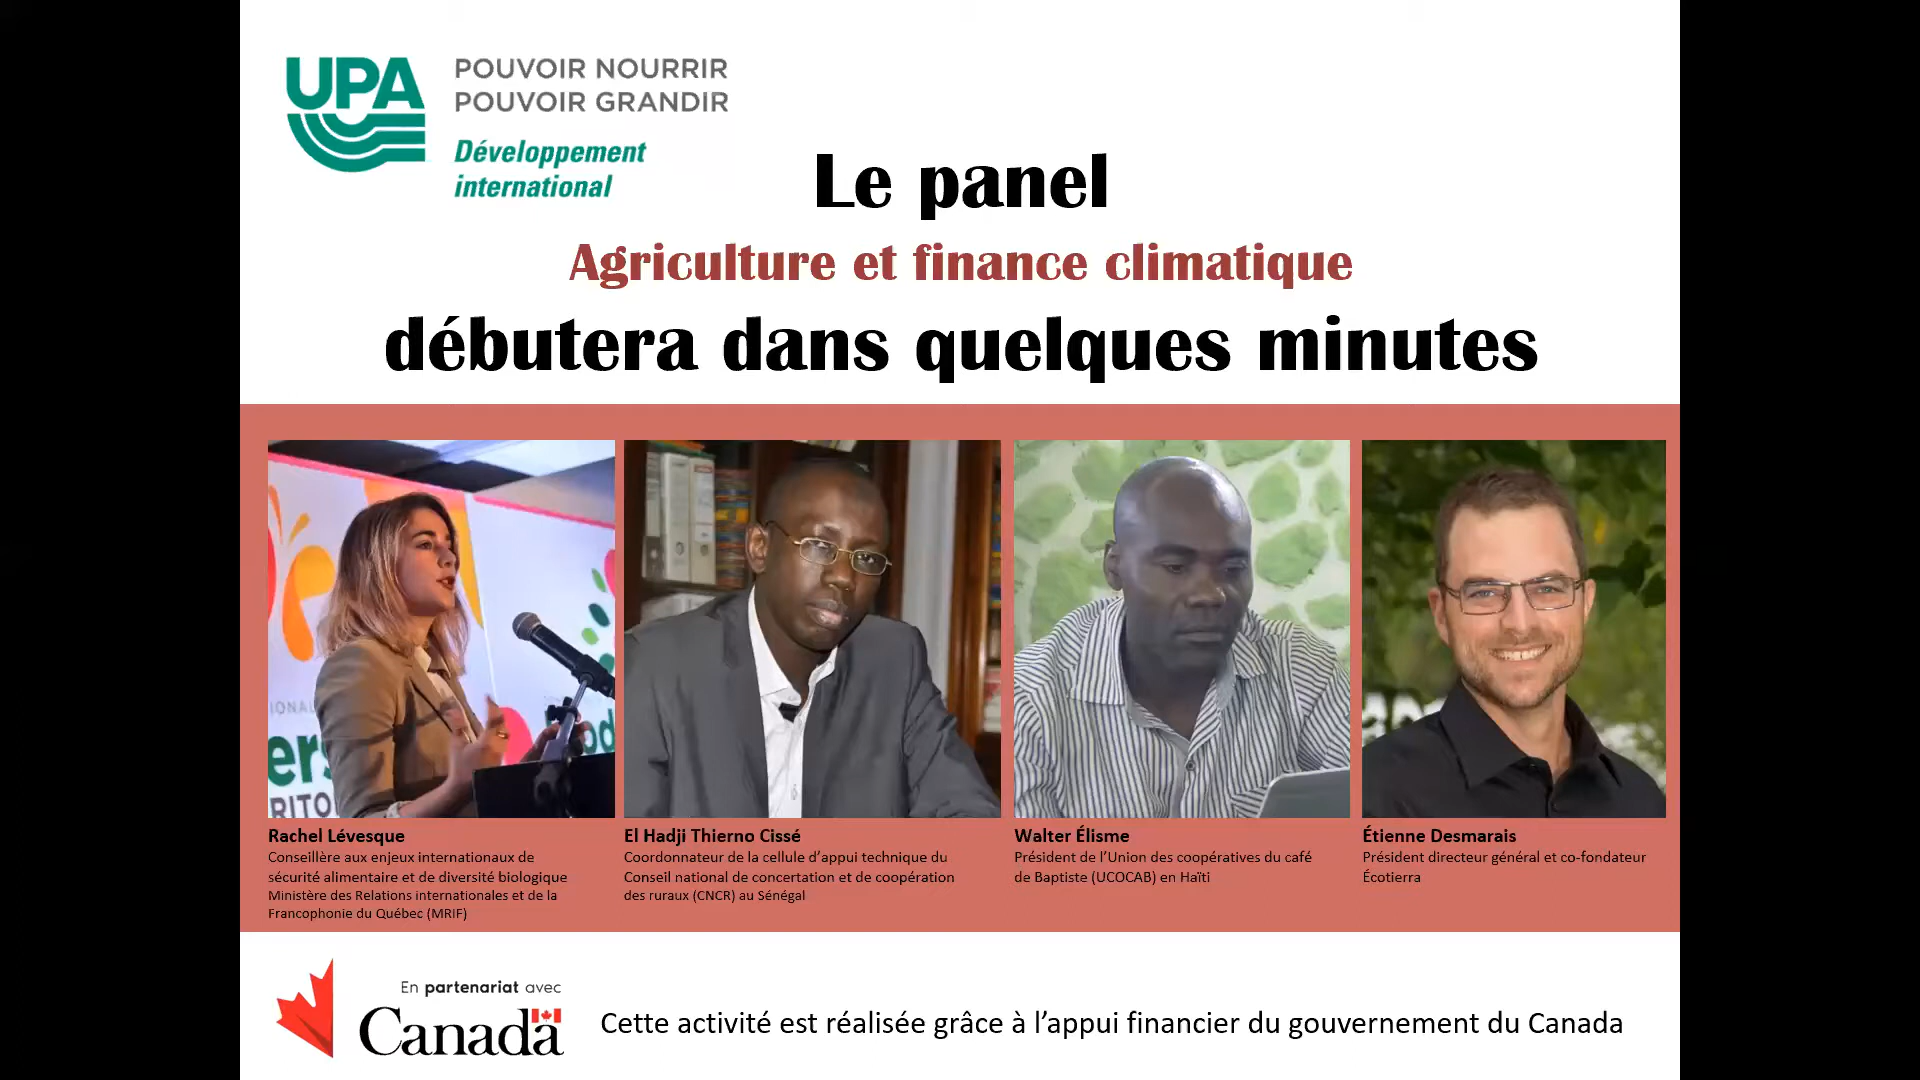 UPA
POUVOIR NOURRIR
POUVOIR GRANDIR
Développement
international
Le panel
Agriculture et finance climatique
débutera dans quelques minutes
Rachel Lévesque
Conseillère aux enjeux internationaux de
sécurité alimentaire et de diversité biologique
Ministère des Relations internationales et de la
Francophonie du Québec (MRIF)
El Hadji Thierno Cissé
Coordonnateur de la cellule d'appui technique du
Conseil national de concertation et de coopération
des ruraux (CNCR) au Sénégal
Walter Élisme
Président de l'Union des coopératives du café
de Baptiste (UCOCAB) en Haïti
Étienne Desmarais
Président directeur général et co-fondateur
Écotierra
En partenariat avec
Canada
Cette activité est réalisée grâce à l'appui financier du gouvernement du Canada